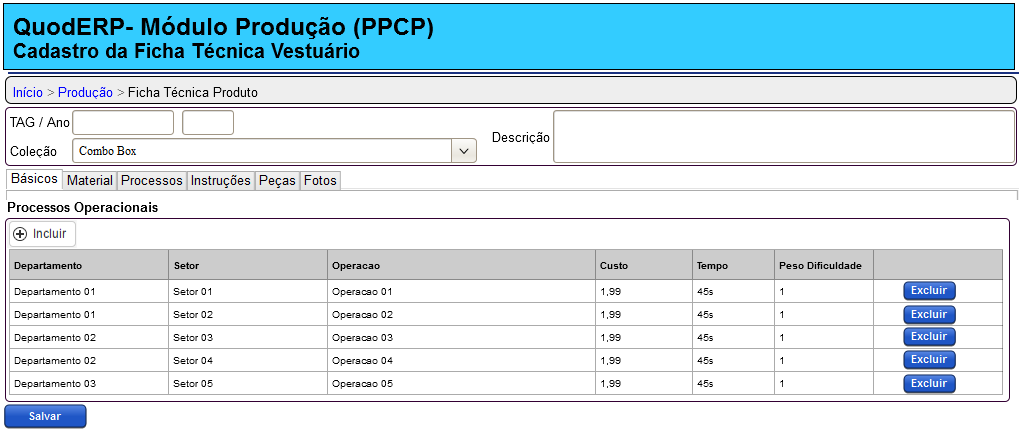 QuodERP- Módulo Produção (PPCP)
Cadastro da Ficha Técnica Vestuário
Início > Produção > Ficha Técnica Produto
TAG / Ano
Descrição
Coleção Combo Box
Básicos Material Processos Instruções Peças Fotos
Processos Operacionais
Incluir
Departamento Setor Operacao Custo Tempo Peso Dificuldade
Departamento 01 Setor 01 Operacao 01 1,99 45s 1 Excluir
Departamento 01 Setor 02 Operacao 02 1,99 45s 1 Excluir
Departamento 02 Setor 03 Operacao 03 1,99 45s 1 Excluir
Departamento 02 Setor 04 Operacao 04 1,99 45s 1 Excluir
Departamento 03 Setor 05 Operacao 05 1,99 45s 1 Excluir
Salvar